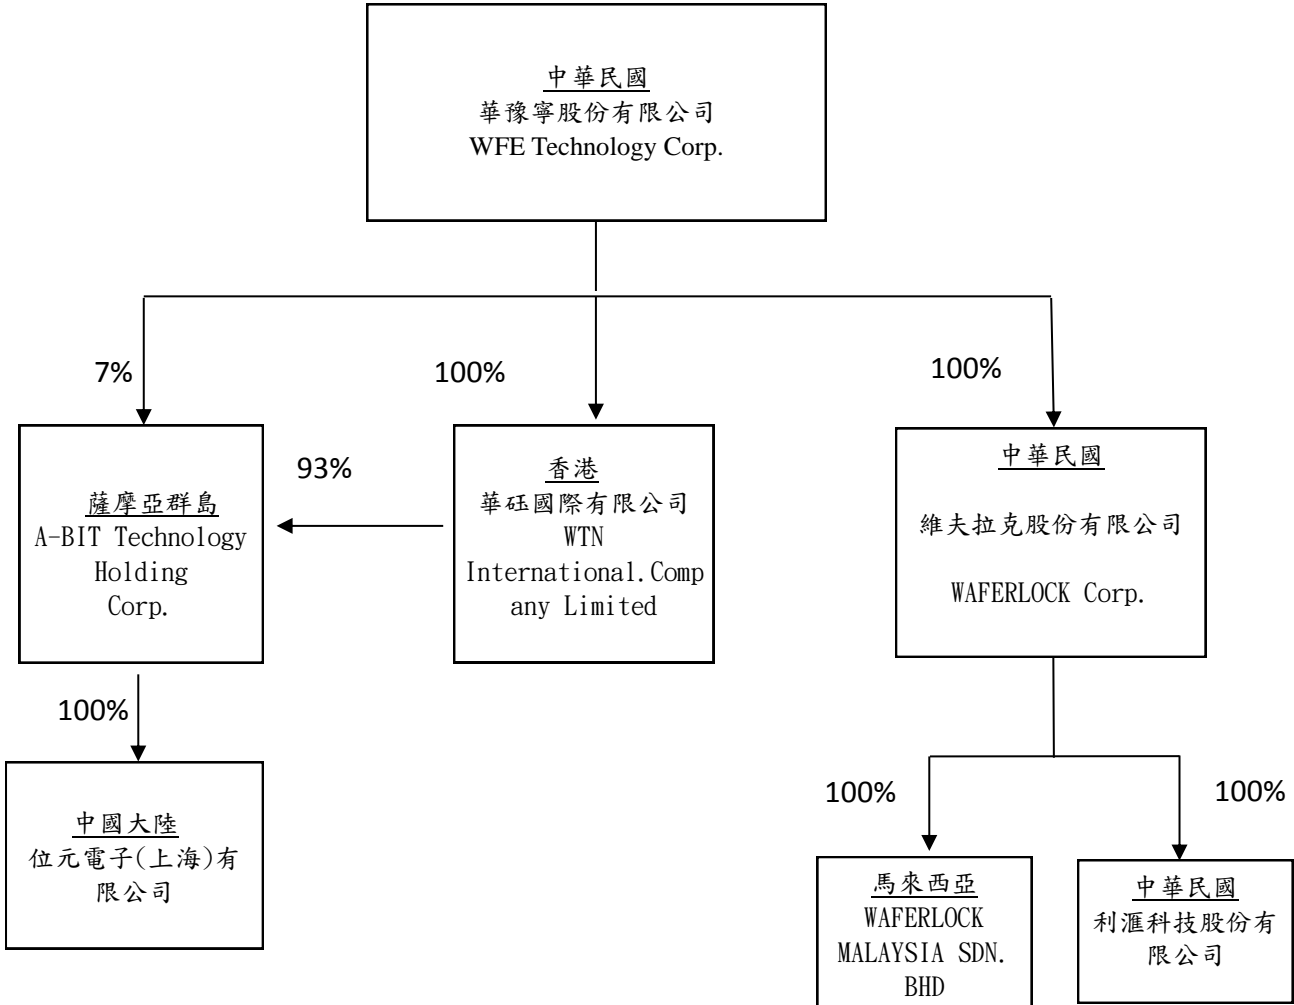 中華民國
華豫寧股份有限公司
WFE Technology Corp.
7%
100%
100%
薩摩亞群島
A-BIT Technology
Holding
Corp.
93%
香港
華砡國際有限公司
WTN
International.Comp
any Limited
中華民國
維夫拉克股份有限公司
WAFERLOCK Corp.
100%
中國大陸
位元電子(上海)有
限公司
100%
100%
馬來西亞
WAFERLOCK
MALAYSIA SDN.
BHD
中華民國
利滙科技股份有
限公司